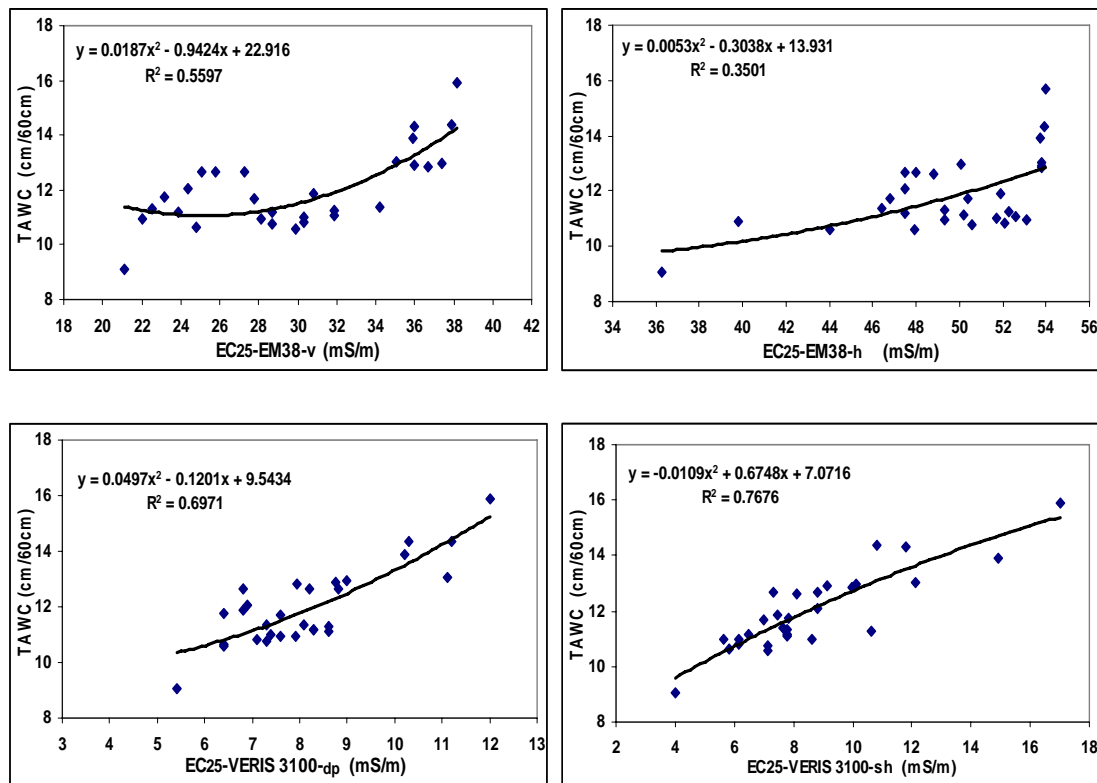 y = 0.0187x² - 0.9424x + 22.916
R² = 0.5597
TAWC (cm/60cm)
18
16
14
12
10
8
18 20 22 24 26 28 30 32 34 36 38 40 42
EC25-EM38-v (mS/m)
y = 0.0053x² - 0.3038x + 13.931
R² = 0.3501
TAWC (cm/60cm)
18
16
14
12
10
8
34 36 38 40 42 44 46 48 50 52 54 56
EC25-EM38-h (mS/m)
y = 0.0497x² - 0.1201x + 9.5434
R² = 0.6971
TAWC (cm/60cm)
18
16
14
12
10
8
3 4 5 6 7 8 9 10 11 12 13
EC25-VERIS 3100-dp (mS/m)
y = -0.0109x² + 0.6748x + 7.0716
R² = 0.7676
TAWC (cm/60cm)
18
16
14
12
10
8
2 4 6 8 10 12 14 16 18
EC25-VERIS 3100-sh (mS/m)